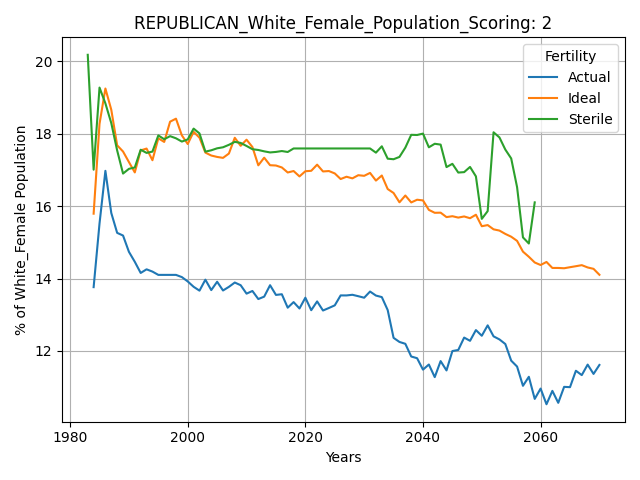 REPUBLICAN_White_Female_Population_Scoring: 2
Fertility
Actual
Ideal
Sterile
% of White_Female Population
20
18
16
14
12
1980
2000
2020
2040
2060
Years